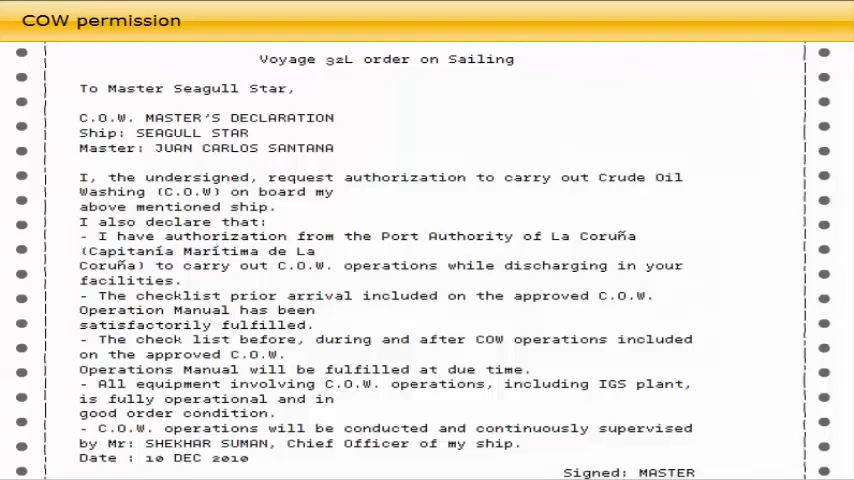 COW permission
Voyage 32L order on Sailing
To Master Seagull Star,
C.O.W. MASTER'S DECLARATION
Ship: SEAGULL STAR
Master: JUAN CARLOS SANTANA
I, the undersigned, request authorization to carry out Crude Oil
Washing (C.O.W) on board my
above mentioned ship.
I also declare that:
- I have authorization from the Port Authority of La Coruña
(Capitanía Marítima de La
Coruña) to carry out C.O.W. operations while discharging in your
facilities.
- The checklist prior arrival included on the approved C.O.W.
Operation Manual has been
satisfactorily fulfilled.
- The check list before, during and after COW operations included
on the approved C.O.W.
Operations Manual will be fulfilled at due time.
- All equipment involving C.O.W. operations, including IGS plant,
is fully operational and in
good order condition.
- C.O.W. operations will be conducted and continuously supervised
by Mr: SHEKHAR SUMAN, Chief Officer of my ship.
Date : 10 DEC 2010
Signed: MASTER